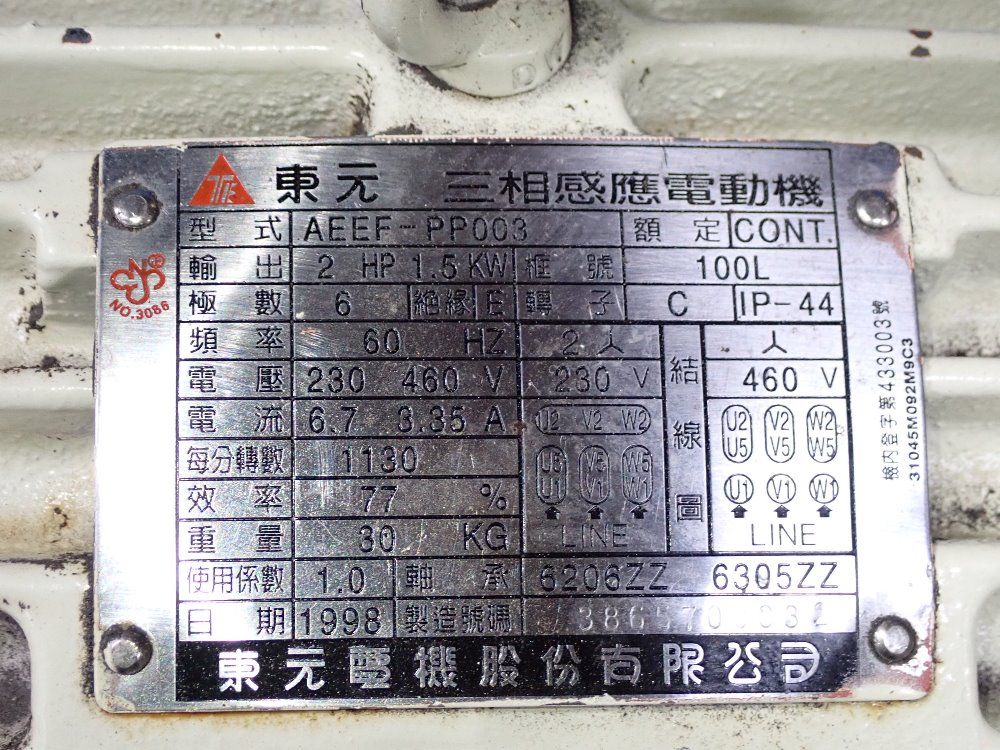 TE 東元 三相感應電動機
型式 AEEF-PP003 額定 CONT.
輸出 2 HP 1.5 KW 框號 100L
極數 6 絕緣 E 轉子 C IP-44
頻率 60 HZ 2人 人
電壓 230 460 V 230 V 460 V
電流 6.7 3.35 A U2 V2 W2 U2 V2 W2
U5 V5 W5
每分轉數 1130 U5 V5 W5
U1 V1 W1 U1 V1 W1
效率 77 %
重量 30 KG LINE LINE
結線圖
使用係數 1.0 軸承 6206ZZ 6305ZZ
日期 1998 製造號碼
東元電機股份有限公司
NO.3086
機內登字第433003號
31045M092M9C3